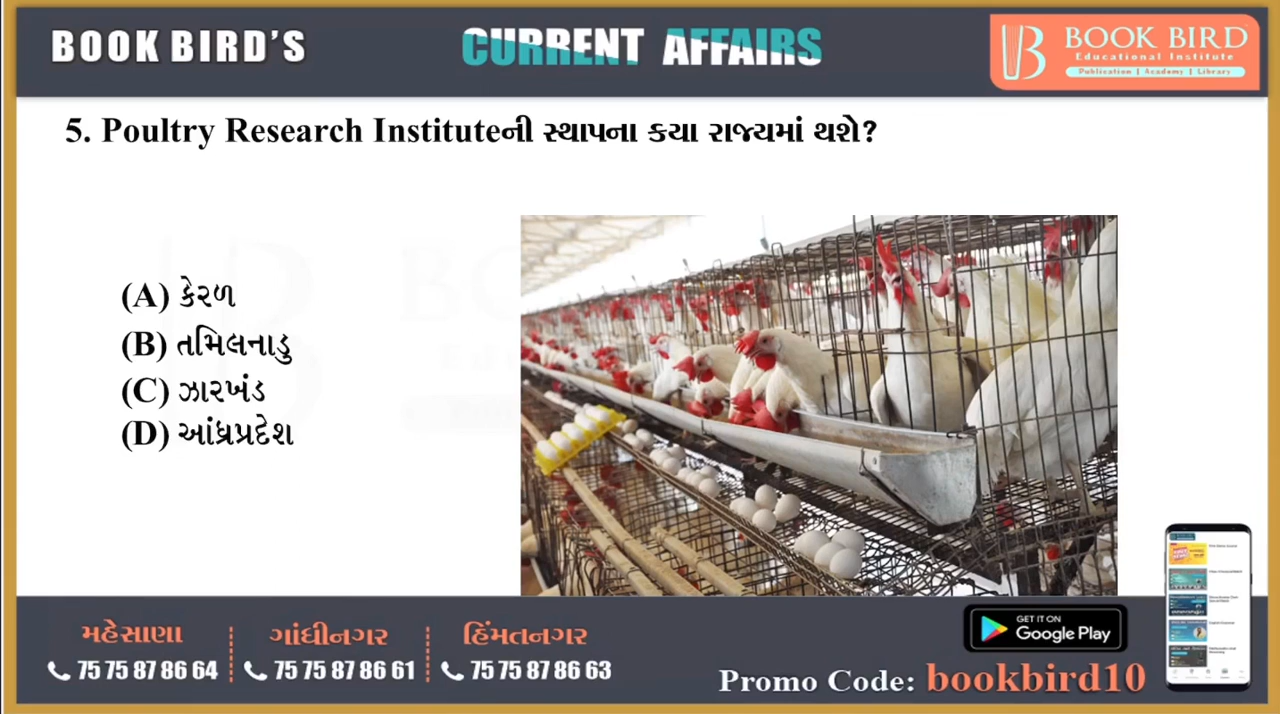 BOOK BIRD'S
CURRENT AFFAIRS
BOOK BIRD
Educational Institute
Publication | Academy | Library
5. Poultry Research Instituteની સ્થાપના કયા રાજ્યમાં થશે?
(A) કેરળ
(B) તમિલનાડુ
(C) ઝારખંડ
(D) આંધ્રપ્રદેશ
મહેસાણા
75 75 87 86 64
ગાંધીનગર
75 75 87 86 61
હિંમતનગર
75 75 87 86 63
GET IT ON
Google Play
Promo Code: bookbird10